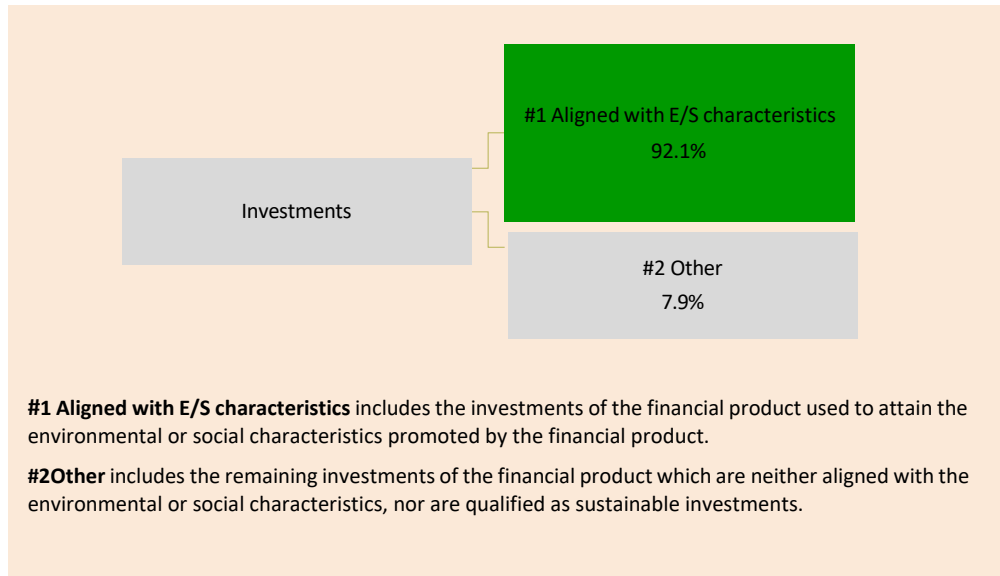 #1 Aligned with E/S characteristics
92.1%
Investments
#2 Other
7.9%
#1 Aligned with E/S characteristics includes the investments of the financial product used to attain the
environmental or social characteristics promoted by the financial product.
#2Other includes the remaining investments of the financial product which are neither aligned with the
environmental or social characteristics, nor are qualified as sustainable investments.